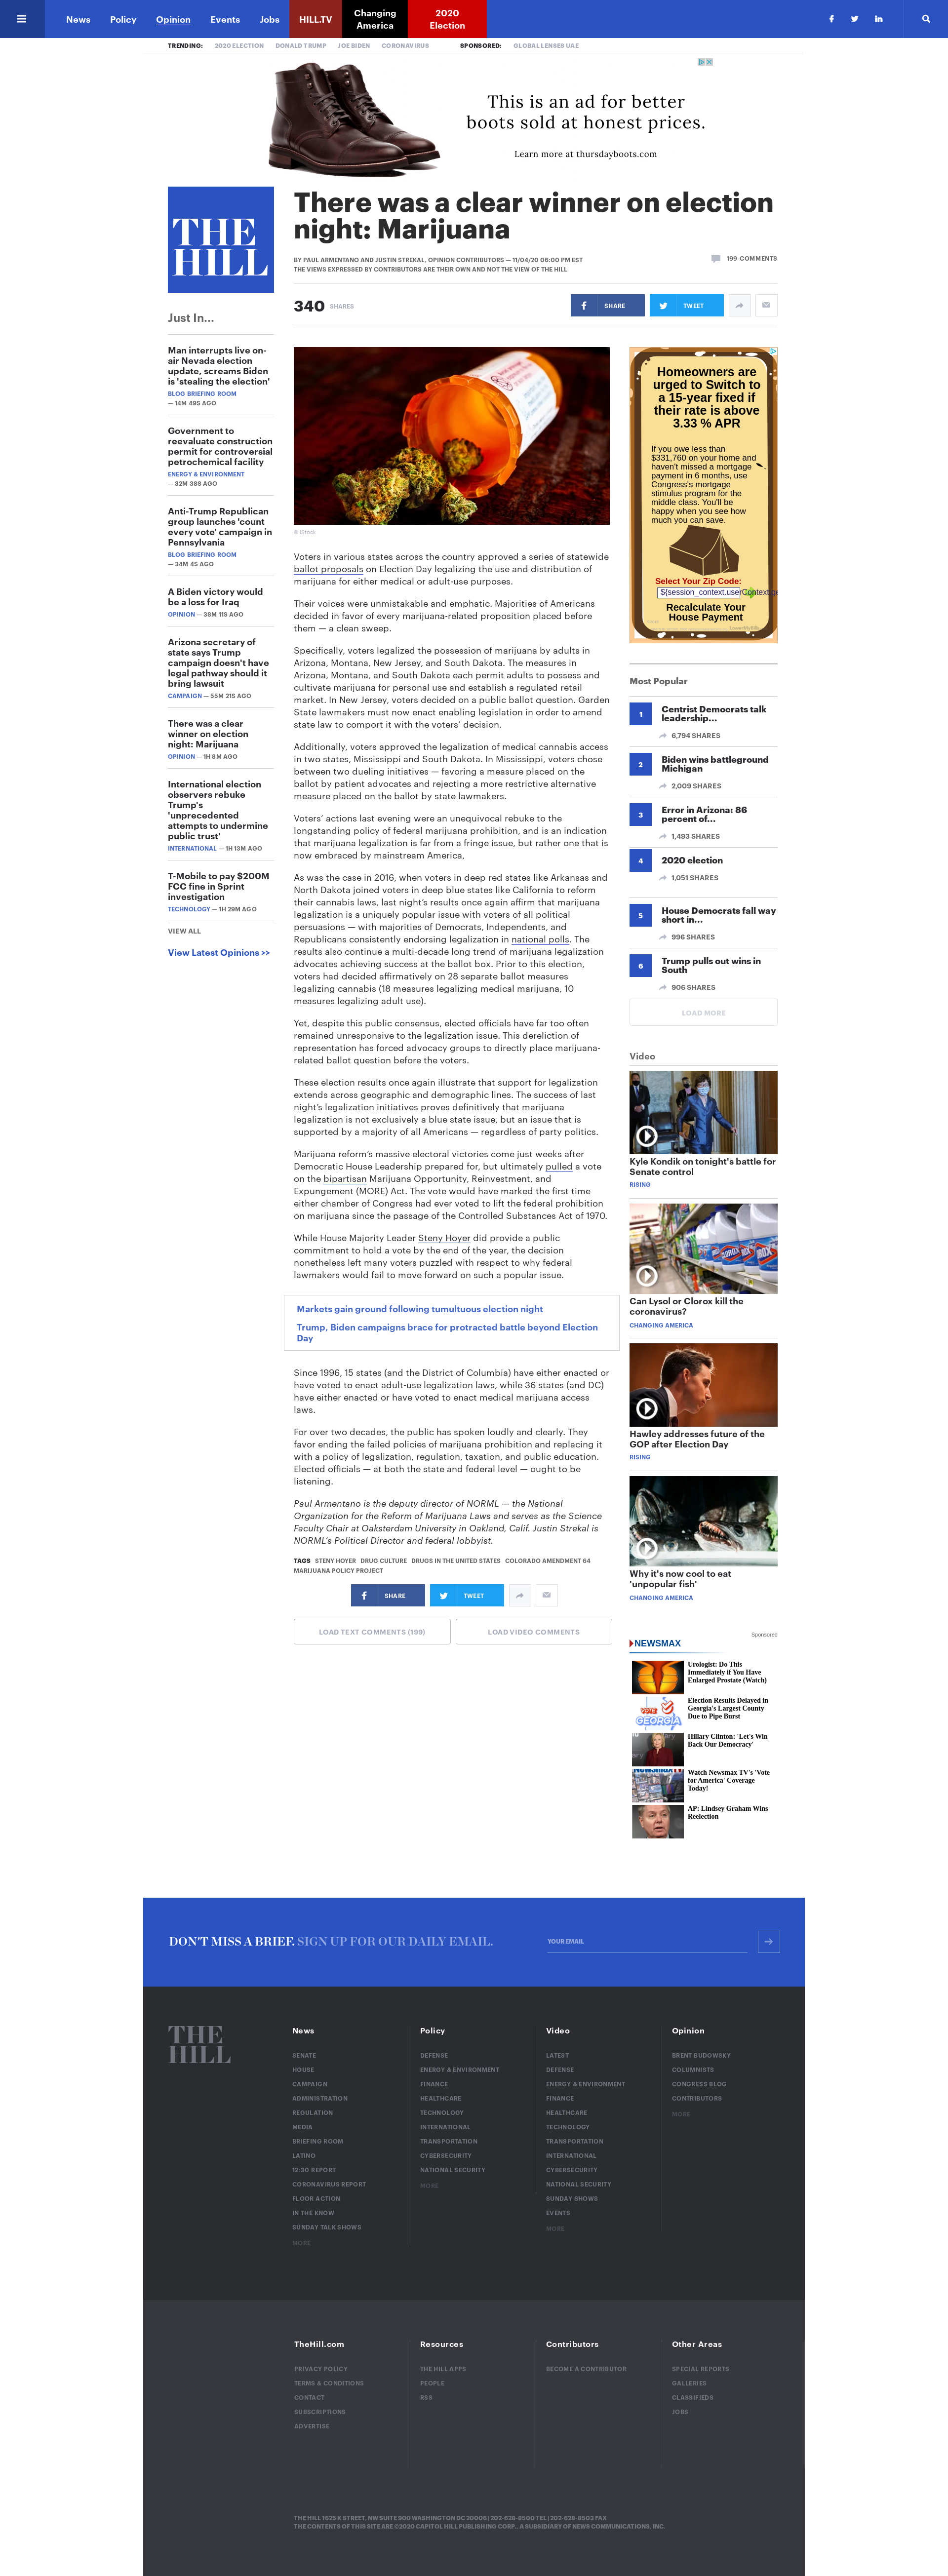 News
Policy
Opinion
Events
Jobs
HILL.TV
Changing
America
2020
Election
TRENDING:
2020 ELECTION
DONALD TRUMP
JOE BIDEN
CORONAVIRUS
SPONSORED:
GLOBAL LENSES UAE
This is an ad for better
boots sold at honest prices.
Learn more at thursdayboots.com
THE
HILL
There was a clear winner on election
night: Marijuana
BY PAUL ARMENTANO AND JUSTIN STREKAL, OPINION CONTRIBUTORS — 11/04/20 06:00 PM EST
THE VIEWS EXPRESSED BY CONTRIBUTORS ARE THEIR OWN AND NOT THE VIEW OF THE HILL
199 COMMENTS
340 SHARES
SHARE
TWEET
Just In...
Man interrupts live on-
air Nevada election
update, screams Biden
is 'stealing the election'
BLOG BRIEFING ROOM
— 14M 49S AGO
Government to
reevaluate construction
permit for controversial
petrochemical facility
ENERGY & ENVIRONMENT
— 32M 38S AGO
Anti-Trump Republican
group launches 'count
every vote' campaign in
Pennsylvania
BLOG BRIEFING ROOM
— 34M 4S AGO
A Biden victory would
be a loss for Iraq
OPINION — 38M 11S AGO
Arizona secretary of
state says Trump
campaign doesn't have
legal pathway should it
bring lawsuit
CAMPAIGN — 55M 21S AGO
There was a clear
winner on election
night: Marijuana
OPINION — 1H 8M AGO
International election
observers rebuke
Trump's
'unprecedented
attempts to undermine
public trust'
INTERNATIONAL — 1H 13M AGO
T-Mobile to pay $200M
FCC fine in Sprint
investigation
TECHNOLOGY — 1H 29M AGO
VIEW ALL
View Latest Opinions >>
© iStock
Voters in various states across the country approved a series of statewide
ballot proposals on Election Day legalizing the use and distribution of
marijuana for either medical or adult-use purposes.
Their voices were unmistakable and emphatic. Majorities of Americans
decided in favor of every marijuana-related proposition placed before
them — a clean sweep.
Specifically, voters legalized the possession of marijuana by adults in
Arizona, Montana, New Jersey, and South Dakota. The measures in
Arizona, Montana, and South Dakota each permit adults to possess and
cultivate marijuana for personal use and establish a regulated retail
market. In New Jersey, voters decided on a public ballot question. Garden
State lawmakers must now enact enabling legislation in order to amend
state law to comport it with the voters’ decision.
Additionally, voters approved the legalization of medical cannabis access
in two states, Mississippi and South Dakota. In Mississippi, voters chose
between two dueling initiatives — favoring a measure placed on the
ballot by patient advocates and rejecting a more restrictive alternative
measure placed on the ballot by state lawmakers.
Voters’ actions last evening were an unequivocal rebuke to the
longstanding policy of federal marijuana prohibition, and is an indication
that marijuana legalization is far from a fringe issue, but rather one that is
now embraced by mainstream America,
As was the case in 2016, when voters in deep red states like Arkansas and
North Dakota joined voters in deep blue states like California to reform
their cannabis laws, last night’s results once again affirm that marijuana
legalization is a uniquely popular issue with voters of all political
persuasions — with majorities of Democrats, Independents, and
Republicans consistently endorsing legalization in national polls. The
results also continue a multi-decade long trend of marijuana legalization
advocates achieving success at the ballot box. Prior to this election,
voters had decided affirmatively on 28 separate ballot measures
legalizing cannabis (18 measures legalizing medical marijuana, 10
measures legalizing adult use).
Yet, despite this public consensus, elected officials have far too often
remained unresponsive to the legalization issue. This dereliction of
representation has forced advocacy groups to directly place marijuana-
related ballot question before the voters.
These election results once again illustrate that support for legalization
extends across geographic and demographic lines. The success of last
night’s legalization initiatives proves definitively that marijuana
legalization is not exclusively a blue state issue, but an issue that is
supported by a majority of all Americans — regardless of party politics.
Marijuana reform’s massive electoral victories come just weeks after
Democratic House Leadership prepared for, but ultimately pulled a vote
on the bipartisan Marijuana Opportunity, Reinvestment, and
Expungement (MORE) Act. The vote would have marked the first time
either chamber of Congress had ever voted to lift the federal prohibition
on marijuana since the passage of the Controlled Substances Act of 1970.
While House Majority Leader Steny Hoyer did provide a public
commitment to hold a vote by the end of the year, the decision
nonetheless left many voters puzzled with respect to why federal
lawmakers would fail to move forward on such a popular issue.
Markets gain ground following tumultuous election night
Trump, Biden campaigns brace for protracted battle beyond Election
Day
Since 1996, 15 states (and the District of Columbia) have either enacted or
have voted to enact adult-use legalization laws, while 36 states (and DC)
have either enacted or have voted to enact medical marijuana access
laws.
For over two decades, the public has spoken loudly and clearly. They
favor ending the failed policies of marijuana prohibition and replacing it
with a policy of legalization, regulation, taxation, and public education.
Elected officials — at both the state and federal level — ought to be
listening.
Paul Armentano is the deputy director of NORML — the National
Organization for the Reform of Marijuana Laws and serves as the Science
Faculty Chair at Oaksterdam University in Oakland, Calif. Justin Strekal is
NORML’s Political Director and federal lobbyist.
TAGS STENY HOYER DRUG CULTURE DRUGS IN THE UNITED STATES COLORADO AMENDMENT 64
MARIJUANA POLICY PROJECT
SHARE
TWEET
LOAD TEXT COMMENTS (199)
LOAD VIDEO COMMENTS
Homeowners are
urged to Switch to
a 15-year fixed if
their rate is above
3.33 % APR
If you owe less than
$331,760 on your home and
haven't missed a mortgage
payment in 6 months, use
Congress's mortgage
stimulus program for the
middle class. You'll be
happy when you see how
much you can save.
Select Your Zip Code:
${session_context.userContext.ge
Recalculate Your
House Payment
LowerMyBills
Most Popular
1
Centrist Democrats talk
leadership...
6,794 SHARES
2
Biden wins battleground
Michigan
2,009 SHARES
3
Error in Arizona: 86
percent of...
1,493 SHARES
4
2020 election
1,051 SHARES
5
House Democrats fall way
short in...
996 SHARES
6
Trump pulls out wins in
South
906 SHARES
LOAD MORE
Video
Kyle Kondik on tonight's battle for
Senate control
RISING
CLOROX
Can Lysol or Clorox kill the
coronavirus?
CHANGING AMERICA
Hawley addresses future of the
GOP after Election Day
RISING
Why it's now cool to eat
'unpopular fish'
CHANGING AMERICA
Sponsored
NEWSMAX
Urologist: Do This
Immediately if You Have
Enlarged Prostate (Watch)
VOTE
GEORGIA
Election Results Delayed in
Georgia's Largest County
Due to Pipe Burst
Hillary Clinton: 'Let's Win
Back Our Democracy'
Watch Newsmax TV's 'Vote
for America' Coverage
Today!
AP: Lindsey Graham Wins
Reelection
DON'T MISS A BRIEF. SIGN UP FOR OUR DAILY EMAIL.
YOUR EMAIL
THE
HILL
News
SENATE
HOUSE
CAMPAIGN
ADMINISTRATION
REGULATION
MEDIA
BRIEFING ROOM
LATINO
12:30 REPORT
CORONAVIRUS REPORT
FLOOR ACTION
IN THE KNOW
SUNDAY TALK SHOWS
MORE
Policy
DEFENSE
ENERGY & ENVIRONMENT
FINANCE
HEALTHCARE
TECHNOLOGY
INTERNATIONAL
TRANSPORTATION
CYBERSECURITY
NATIONAL SECURITY
MORE
Video
LATEST
DEFENSE
ENERGY & ENVIRONMENT
FINANCE
HEALTHCARE
TECHNOLOGY
TRANSPORTATION
INTERNATIONAL
CYBERSECURITY
NATIONAL SECURITY
SUNDAY SHOWS
EVENTS
MORE
Opinion
BRENT BUDOWSKY
COLUMNISTS
CONGRESS BLOG
CONTRIBUTORS
MORE
TheHill.com
PRIVACY POLICY
TERMS & CONDITIONS
CONTACT
SUBSCRIPTIONS
ADVERTISE
Resources
THE HILL APPS
PEOPLE
RSS
Contributors
BECOME A CONTRIBUTOR
Other Areas
SPECIAL REPORTS
GALLERIES
CLASSIFIEDS
JOBS
THE HILL 1625 K STREET, NW SUITE 900 WASHINGTON DC 20006 | 202-628-8500 TEL | 202-628-8503 FAX
THE CONTENTS OF THIS SITE ARE ©2020 CAPITOL HILL PUBLISHING CORP., A SUBSIDIARY OF NEWS COMMUNICATIONS, INC.